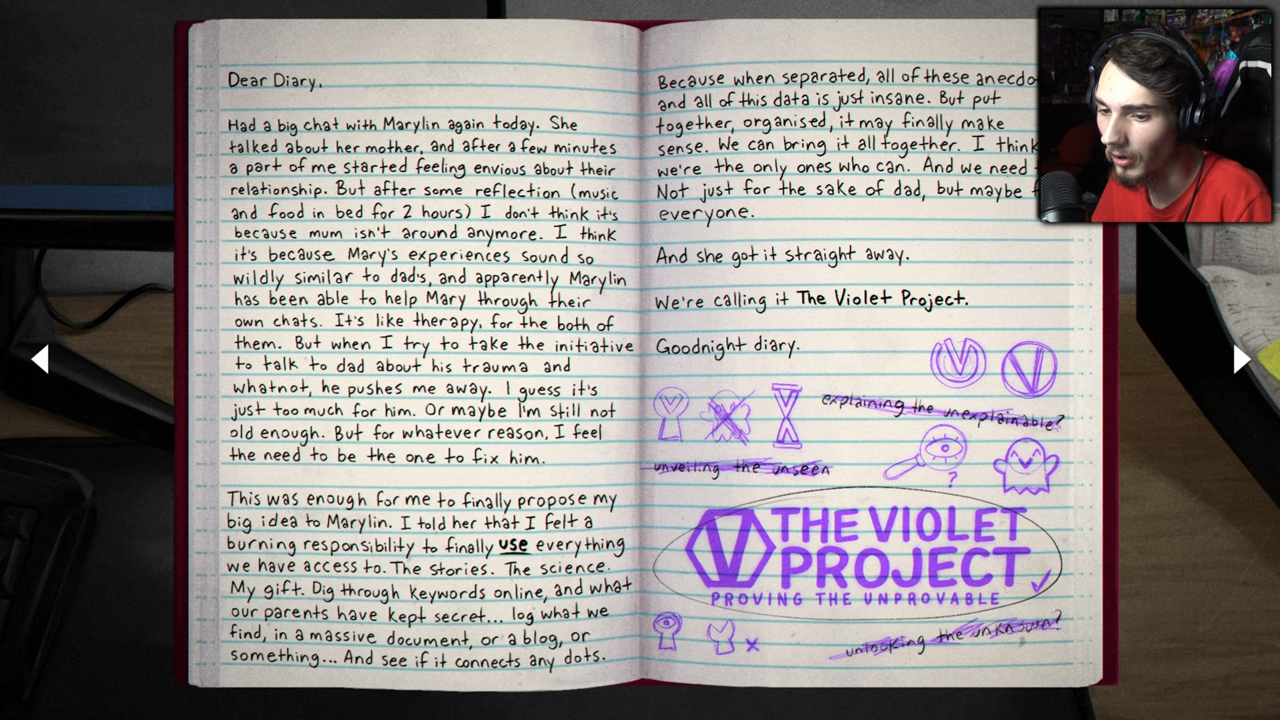 Dear Diary,
Had a big chat with Marylin again today. She
talked about her mother, and after a few minutes
a part of me started feeling envious about their
relationship. But after some reflection (music
and food in bed for 2 hours) I don't think it's
because mum isn't around anymore. I think
it's because Mary's experiences sound so
wildly similar to dad's, and apparently Marylin
has been able to help Mary through their
own chats. It's like therapy, for the both of
them. But when I try to take the initiative
to talk to dad about his trauma and
whatnot, he pushes me away. I guess it's
just too much for him. Or maybe I'm still not
old enough. But for whatever reason, I feel
the need to be the one to fix him.
This was enough for me to finally propose my
big idea to Marylin. I told her that I felt a
burning responsibility to finally use everything
we have access to. The stories. The science.
My gift. Dig through keywords online, and what
our parents have kept secret... log what we
find, in a massive document, or a blog, or
something... And see if it connects any dots.
Because when separated, all of these anecdo
and all of this data is just insane. But put
together, organised, it may finally make
sense. We can bring it all together. I think
we're the only ones who can. And we need
Not just for the sake of dad, but maybe
everyone.
And she got it straight away.
We're calling it The Violet Project.
Goodnight diary.
explaining the unexplainable?
unveiling the unseen
?
THE VIOLET
PROJECT
PROVING THE UNPROVABLE
unlocking the unknown?